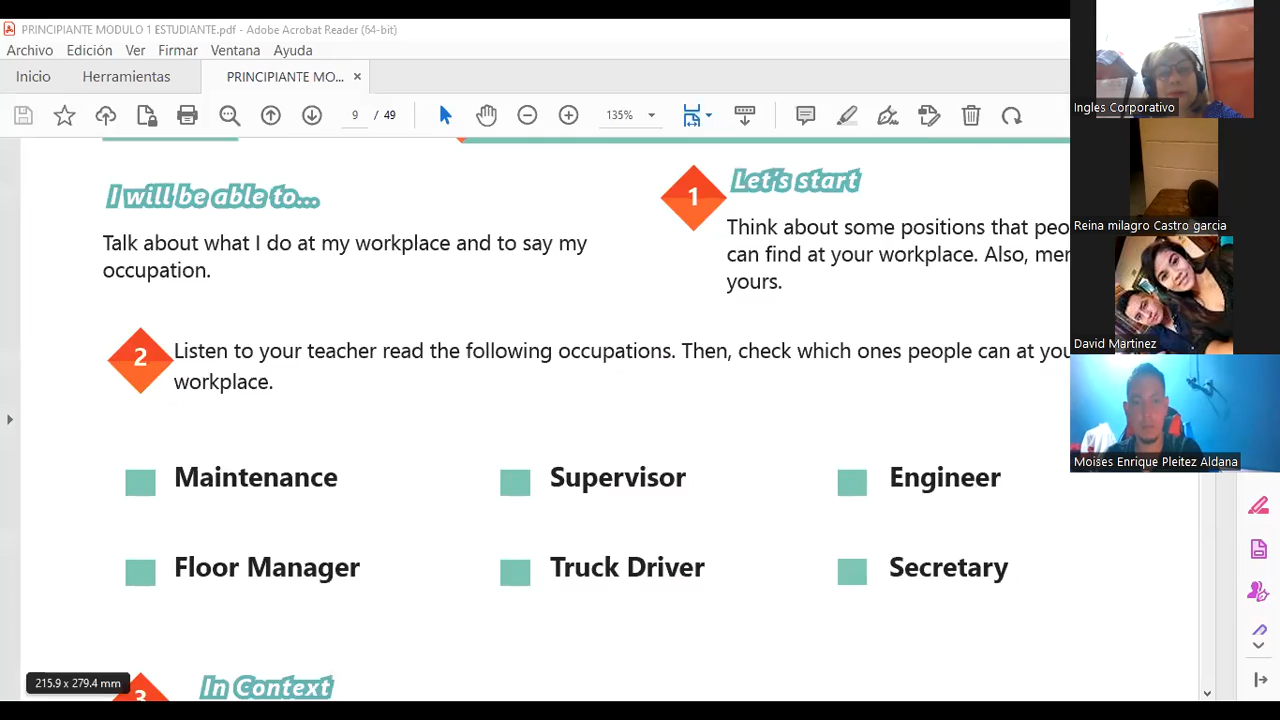 PRINCIPIANTE MODULO 1 ESTUDIANTE.pdf - Adobe Acrobat Reader (64-bit)
Archivo Edición Ver Firmar Ventana Ayuda
Inicio Herramientas PRINCIPIANTE MO... ×
9 / 49 135%
I will be able to...
Talk about what I do at my workplace and to say my
occupation.
1 Let's start
Think about some positions that peo
can find at your workplace. Also, mer
yours.
2 Listen to your teacher read the following occupations. Then, check which ones people can at you
workplace.
Maintenance Supervisor Engineer
Floor Manager Truck Driver Secretary
3 In Context
215.9 x 279.4 mm
Ingles Corporativo
Reina milagro Castro garcia
David Martinez
Moises Enrique Pleitez Aldana